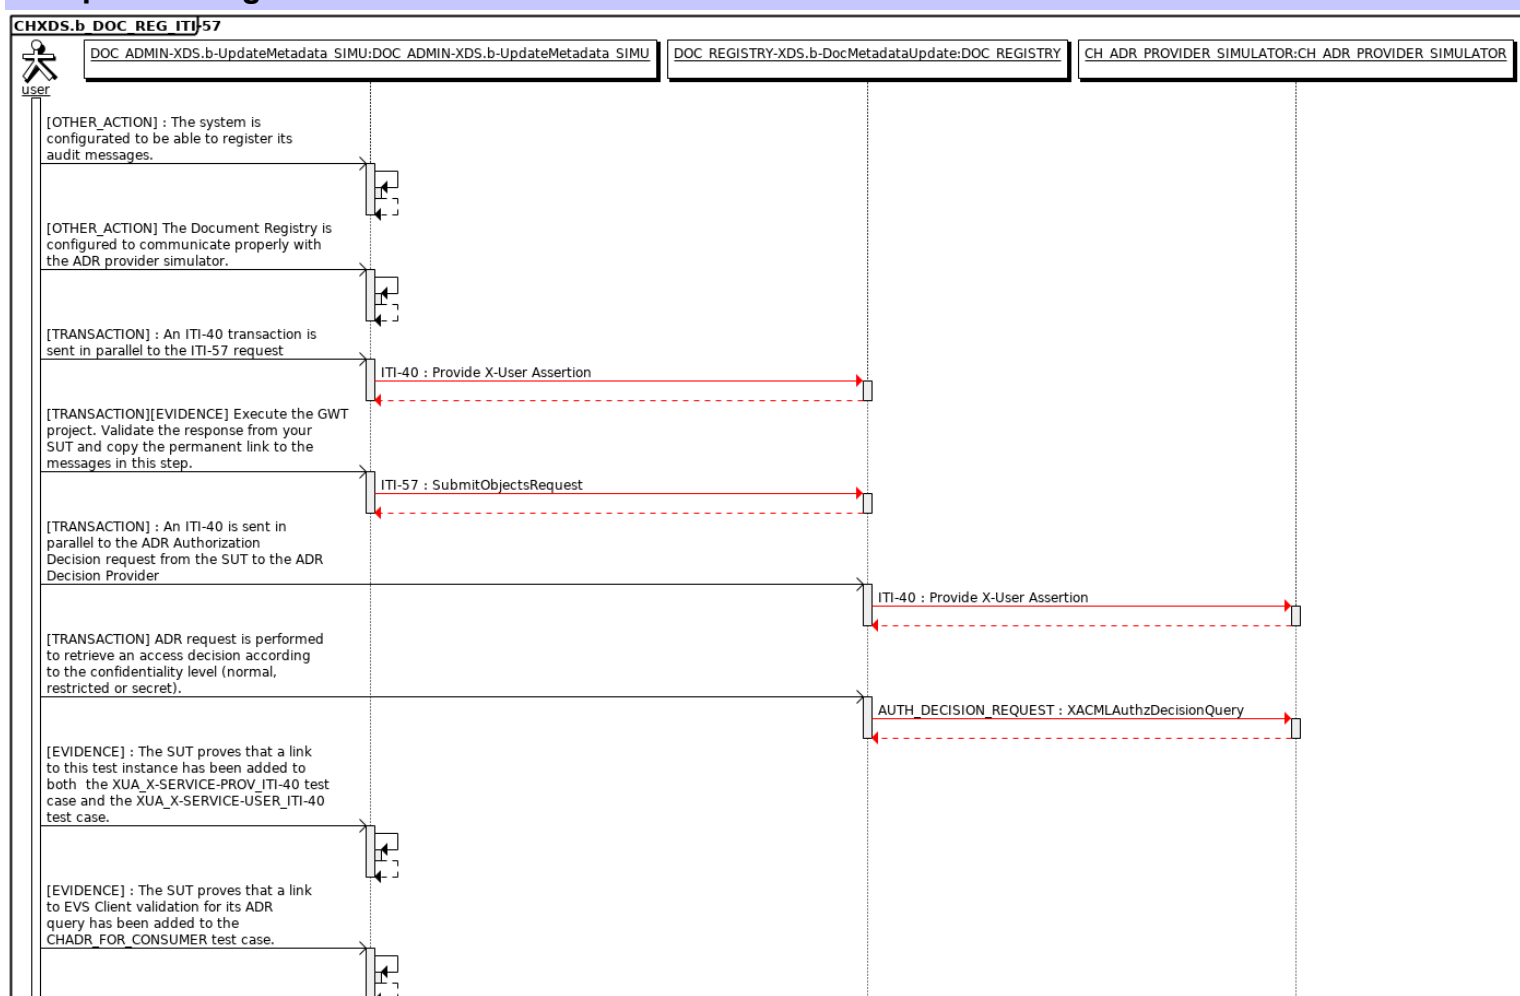 CHXDS.b_DOC_REG_ITI-57
DOC_ADMIN-XDS.b-UpdateMetadata_SIMU:DOC_ADMIN-XDS.b-UpdateMetadata_SIMU
DOC_REGISTRY-XDS.b-DocMetadataUpdate:DOC_REGISTRY
CH_ADR_PROVIDER_SIMULATOR:CH_ADR_PROVIDER_SIMULATOR
user
[OTHER_ACTION] : The system is
configurated to be able to register its
audit messages.
[OTHER_ACTION] The Document Registry is
configured to communicate properly with
the ADR provider simulator.
[TRANSACTION] : An ITI-40 transaction is
sent in parallel to the ITI-57 request
ITI-40 : Provide X-User Assertion
[TRANSACTION][EVIDENCE] Execute the GWT
project. Validate the response from your
SUT and copy the permanent link to the
messages in this step.
ITI-57 : SubmitObjectsRequest
[TRANSACTION] : An ITI-40 is sent in
parallel to the ADR Authorization
Decision request from the SUT to the ADR
Decision Provider
ITI-40 : Provide X-User Assertion
[TRANSACTION] ADR request is performed
to retrieve an access decision according
to the confidentiality level (normal,
restricted or secret).
AUTH_DECISION_REQUEST : XACMLAuthzDecisionQuery
[EVIDENCE] : The SUT proves that a link
to this test instance has been added to
both  the XUA_X-SERVICE-PROV_ITI-40 test
case and the XUA_X-SERVICE-USER_ITI-40
test case.
[EVIDENCE] : The SUT proves that a link
to EVS Client validation for its ADR
query has been added to the
CHADR_FOR_CONSUMER test case.